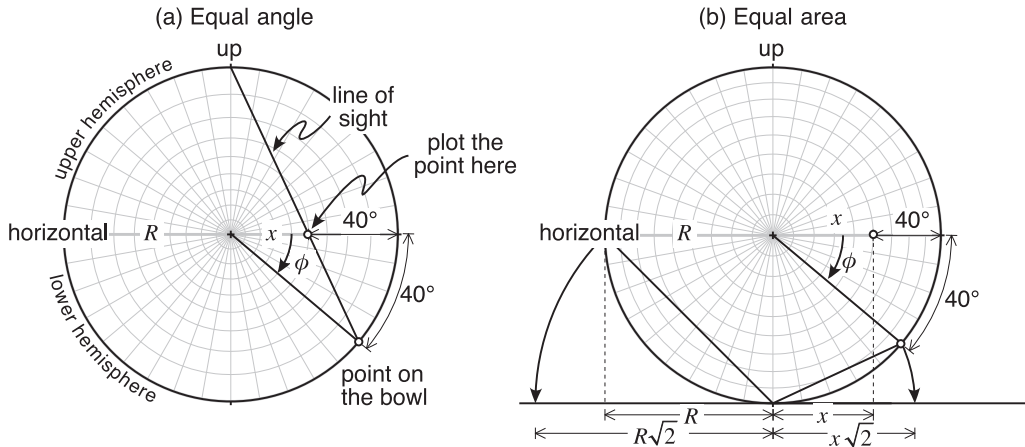 (a) Equal angle
up
upper hemisphere
line of
sight
plot the
point here
horizontal
R
x
40°
ϕ
40°
lower hemisphere
point on
the bowl
(b) Equal area
up
horizontal
R
x
40°
ϕ
40°
R
x
R√2
x√2